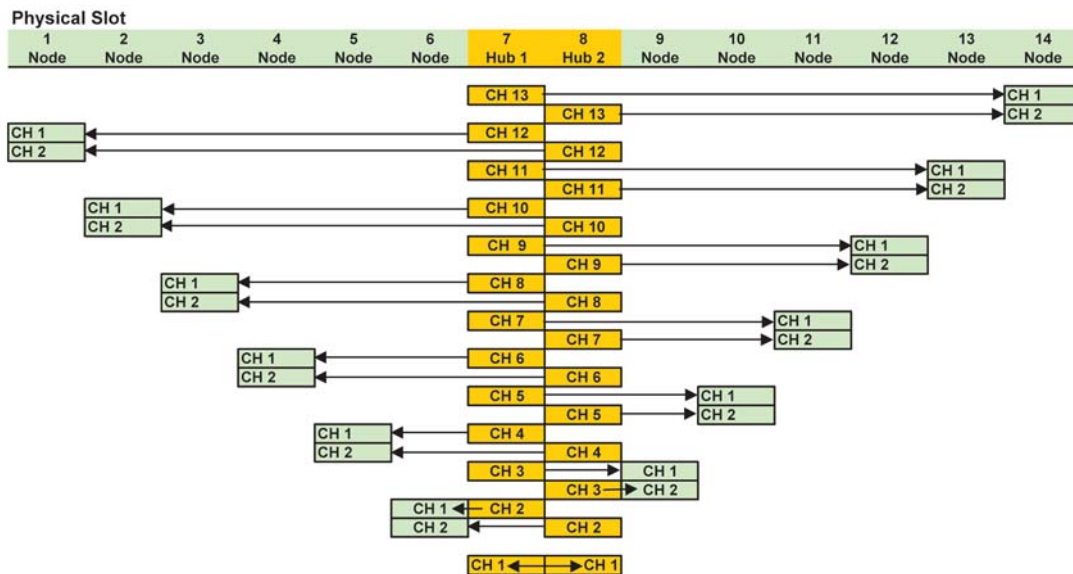 Physical Slot
1 2 3 4 5 6 7 8 9 10 11 12 13 14
Node Node Node Node Node Node Hub 1 Hub 2 Node Node Node Node Node Node
CH 13 CH 1
CH 13 CH 2
CH 1 CH 12
CH 2 CH 12
CH 11 CH 1
CH 11 CH 2
CH 1 CH 10
CH 2 CH 10
CH 9 CH 1
CH 9 CH 2
CH 1 CH 8
CH 2 CH 8
CH 7 CH 1
CH 7 CH 2
CH 1 CH 6
CH 2 CH 6
CH 5 CH 1
CH 5 CH 2
CH 1 CH 4
CH 2 CH 4
CH 3 CH 1
CH 3 CH 2
CH 1 CH 2
CH 2 CH 2
CH 1 CH 1